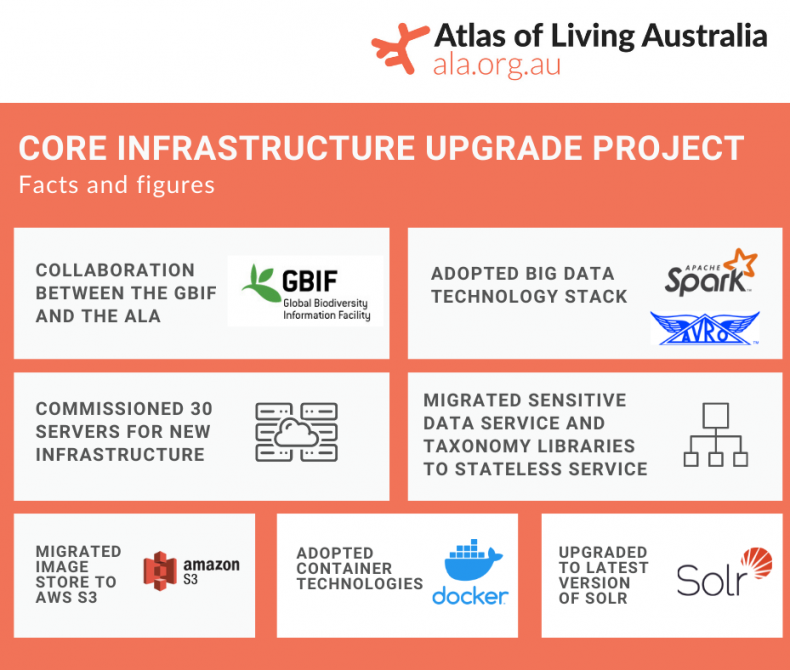 Atlas of Living Australia
ala.org.au
CORE INFRASTRUCTURE UPGRADE PROJECT
Facts and figures
COLLABORATION
BETWEEN THE GBIF
AND THE ALA
GBIF
Global Biodiversity
Information Facility
ADOPTED BIG DATA
TECHNOLOGY STACK
APACHE
Spark™
AVRO™
COMMISSIONED 30
SERVERS FOR NEW
INFRASTRUCTURE
MIGRATED SENSITIVE
DATA SERVICE AND
TAXONOMY LIBRARIES
TO STATELESS SERVICE
MIGRATED
IMAGE
STORE TO
AWS S3
amazon
S3
ADOPTED
CONTAINER
TECHNOLOGIES
docker
UPGRADED
TO LATEST
VERSION
OF SOLR
Solr